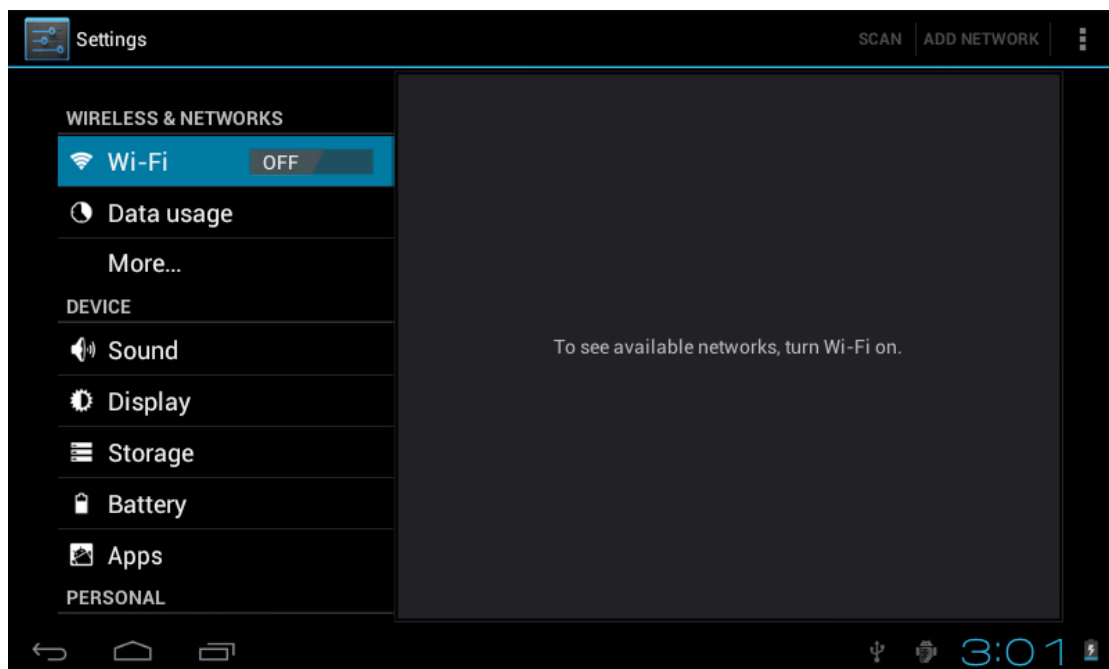 Settings
SCAN
ADD NETWORK
WIRELESS & NETWORKS
Wi-Fi
OFF
Data usage
More...
DEVICE
Sound
Display
Storage
Battery
Apps
PERSONAL
To see available networks, turn Wi-Fi on.
3:01